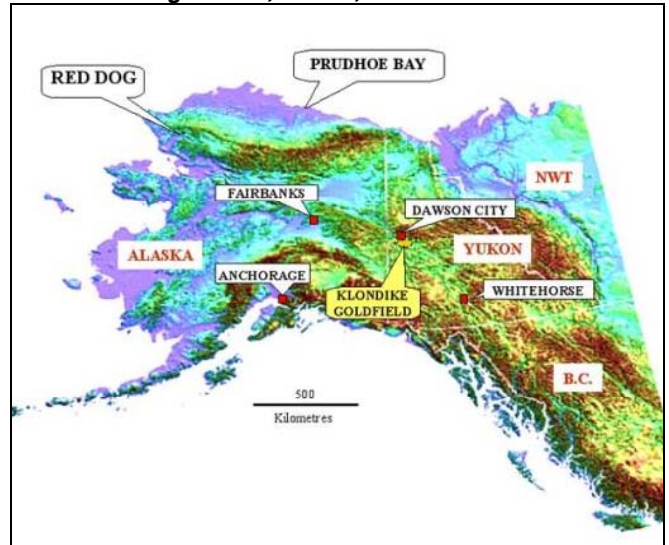 PRUDHOE BAY
RED DOG
NWT
FAIRBANKS
DAWSON CITY
ALASKA
YUKON
ANCHORAGE
KLONDIKE
GOLDFIELD
WHITEHORSE
B.C.
500
Kilometres